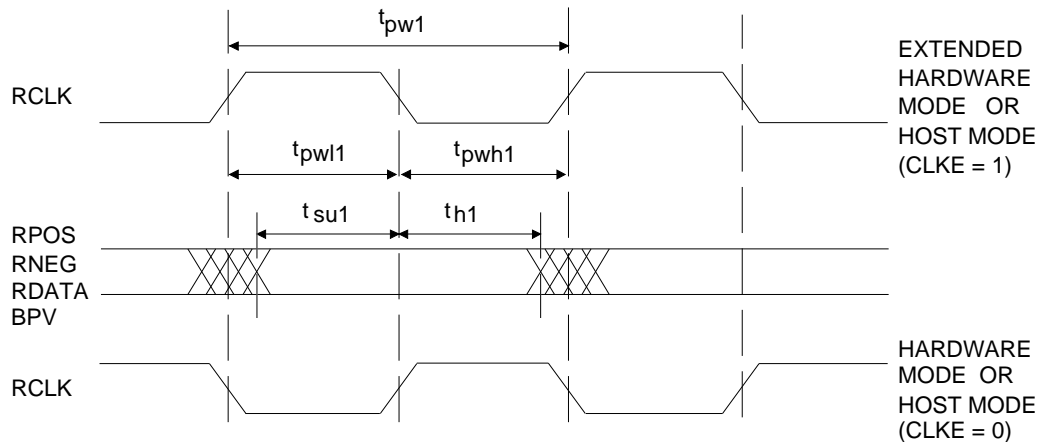 tpw1
RCLK
EXTENDED
HARDWARE
MODE OR
HOST MODE
(CLKE = 1)
tpwl1
tpwh1
tsu1
th1
RPOS
RNEG
RDATA
BPV
RCLK
HARDWARE
MODE OR
HOST MODE
(CLKE = 0)